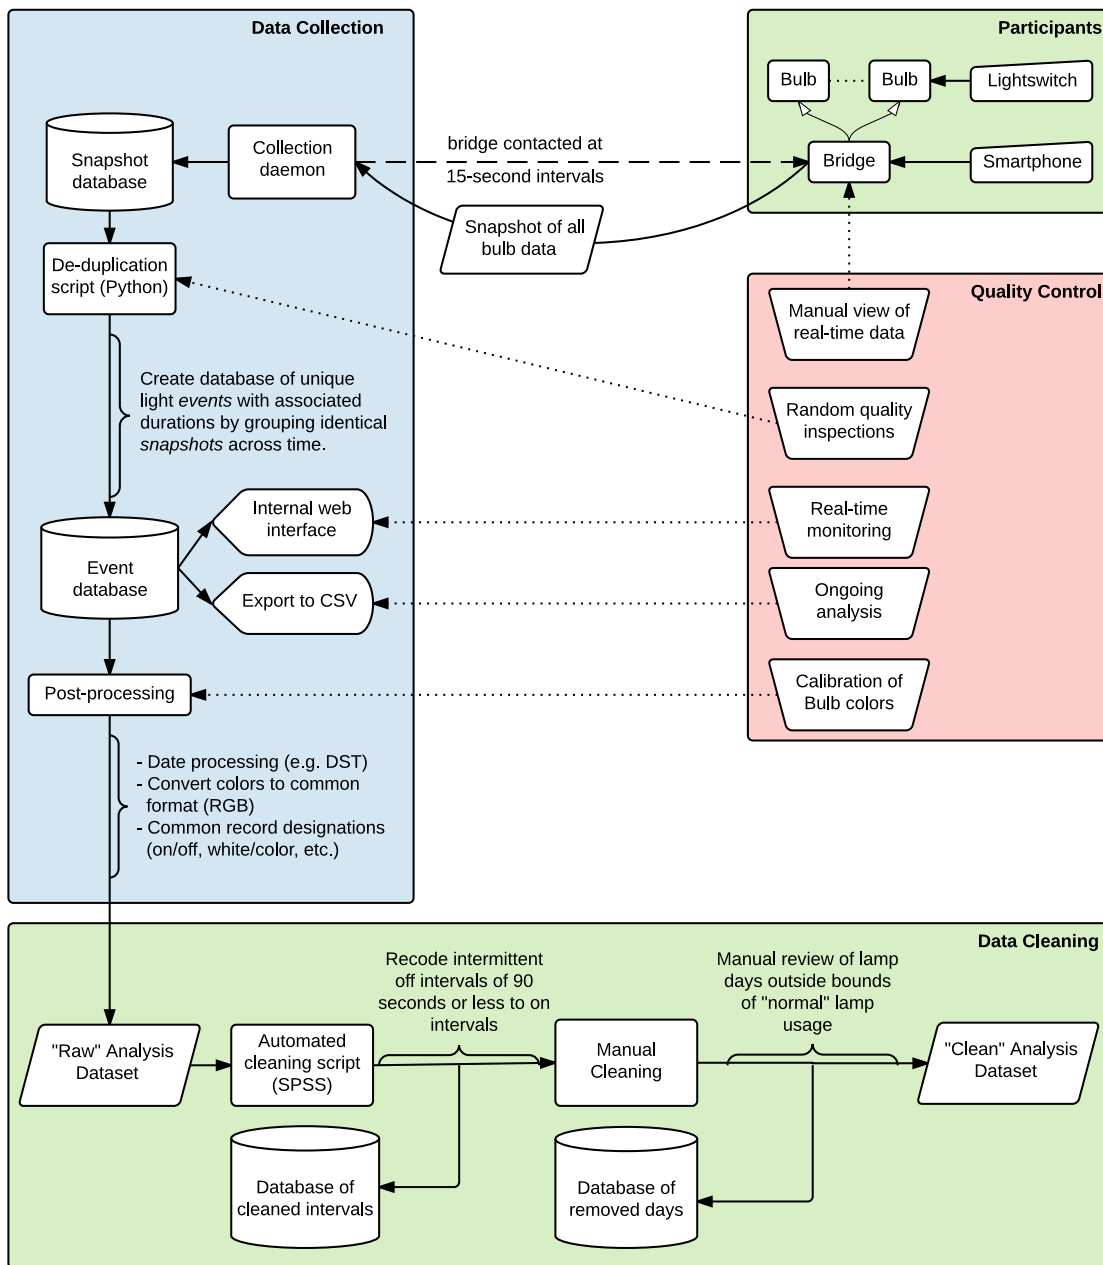 Data Collection
Participants
Bulb
Bulb
Lightswitch
Snapshot
database
Collection
daemon
bridge contacted at
15-second intervals
Bridge
Smartphone
Snapshot of all
bulb data
De-duplication
script (Python)
Quality Control
Manual view of
real-time data
Create database of unique
light events with associated
durations by grouping identical
snapshots across time.
Random quality
inspections
Internal web
interface
Real-time
monitoring
Event
database
Export to CSV
Ongoing
analysis
Post-processing
Calibration of
Bulb colors
- Date processing (e.g. DST)
- Convert colors to common
format (RGB)
- Common record designations
(on/off, white/color, etc.)
Data Cleaning
Recode intermittent
off intervals of 90
seconds or less to on
intervals
Manual review of lamp
days outside bounds
of "normal" lamp
usage
"Raw" Analysis
Dataset
Automated
cleaning script
(SPSS)
Manual
Cleaning
"Clean" Analysis
Dataset
Database of
cleaned intervals
Database of
removed days